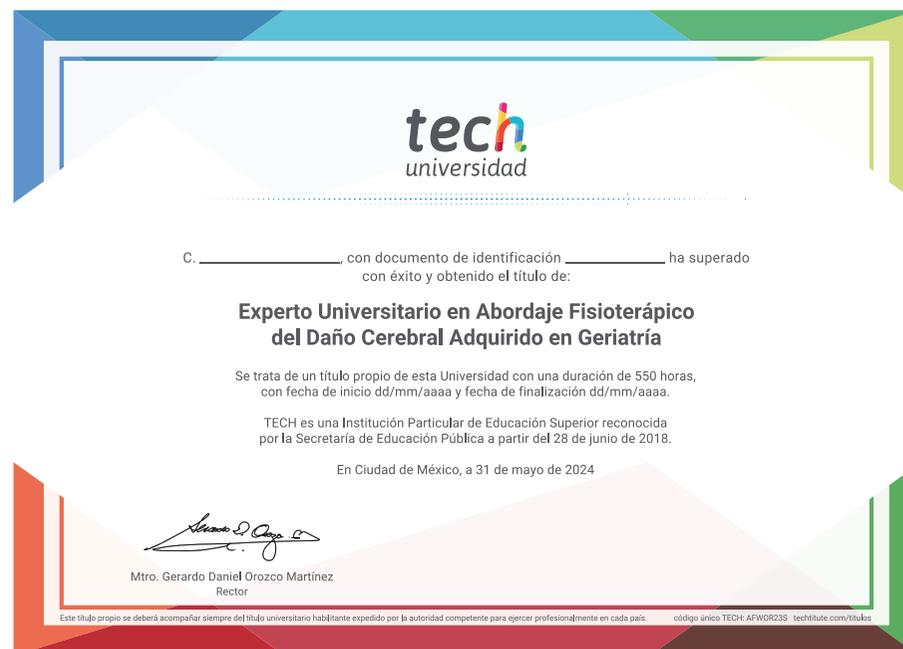 tech
universidad
C. ____________________, con documento de identificación ______________ ha superado
con éxito y obtenido el título de:
Experto Universitario en Abordaje Fisioterápico
del Daño Cerebral Adquirido en Geriatría
Se trata de un título propio de esta Universidad con una duración de 550 horas,
con fecha de inicio dd/mm/aaaa y fecha de finalización dd/mm/aaaa.
TECH es una Institución Particular de Educación Superior reconocida
por la Secretaría de Educación Pública a partir del 28 de junio de 2018.
En Ciudad de México, a 31 de mayo de 2024
Mtro. Gerardo Daniel Orozco Martínez
Rector
Este título propio se deberá acompañar siempre del título universitario habilitante expedido por la autoridad competente para ejercer profesionalmente en cada país. código único TECH: AFWOR23S techtitute.com/titulos